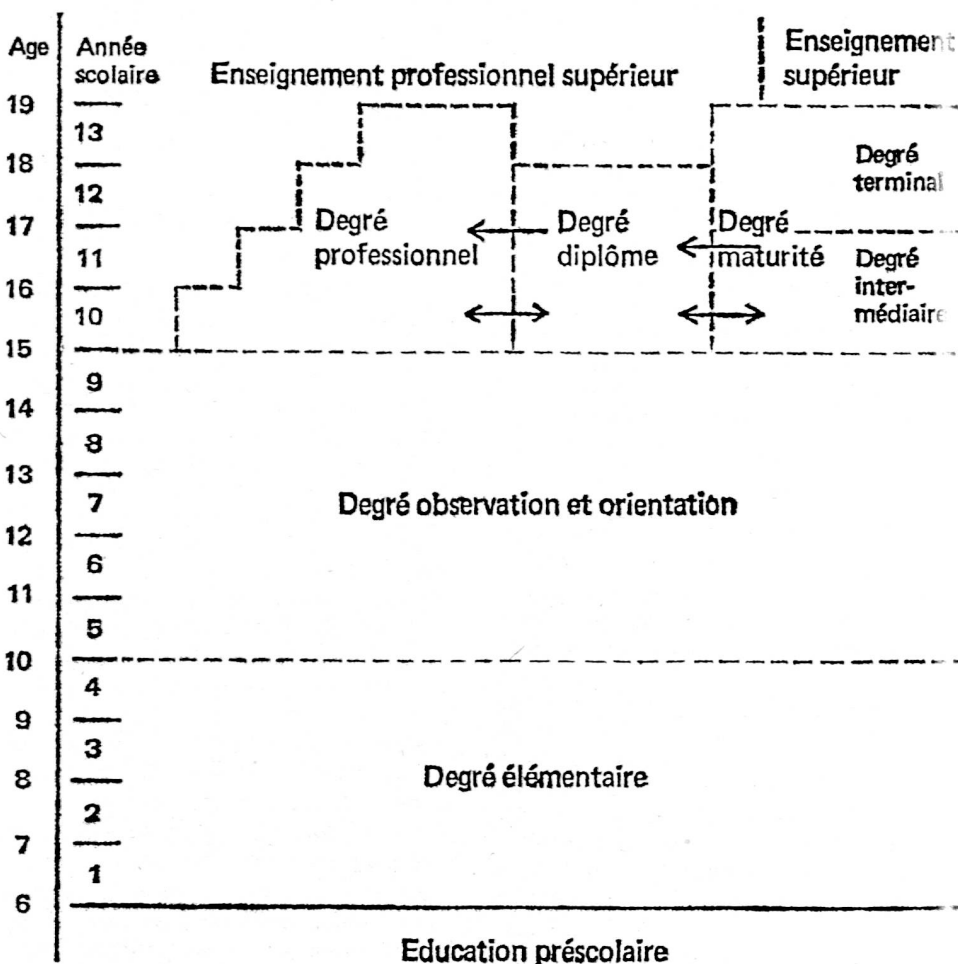 Age
Année
scolaire
Enseignement professionnel supérieur
Enseignement
supérieur
19
13
18
12
17
11
16
10
15
Degré
professionnel
Degré
diplôme
Degré
maturité
Degré
terminal
Degré
inter-
médiaire
9
14
8
13
7
12
6
11
5
10
Degré observation et orientation
4
9
3
8
2
7
1
6
Degré élémentaire
Education préscolaire